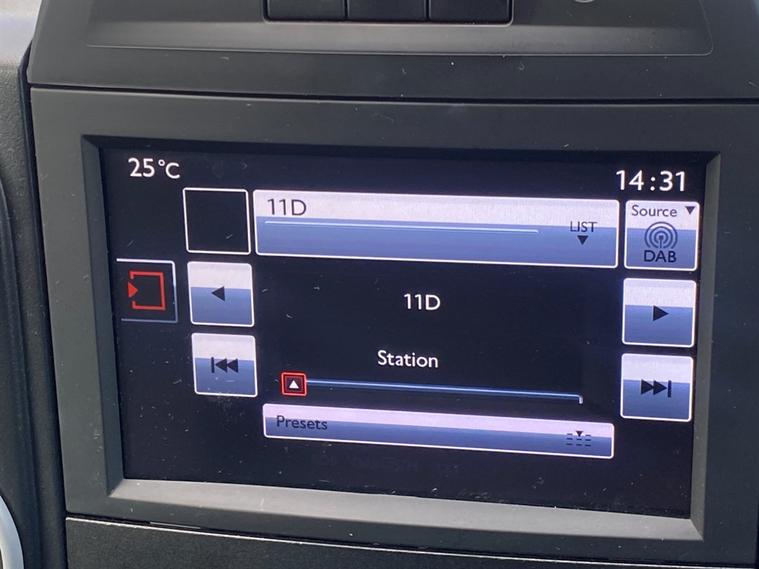 25°C
14:31
11D
LIST
Source
DAB
11D
Station
Presets